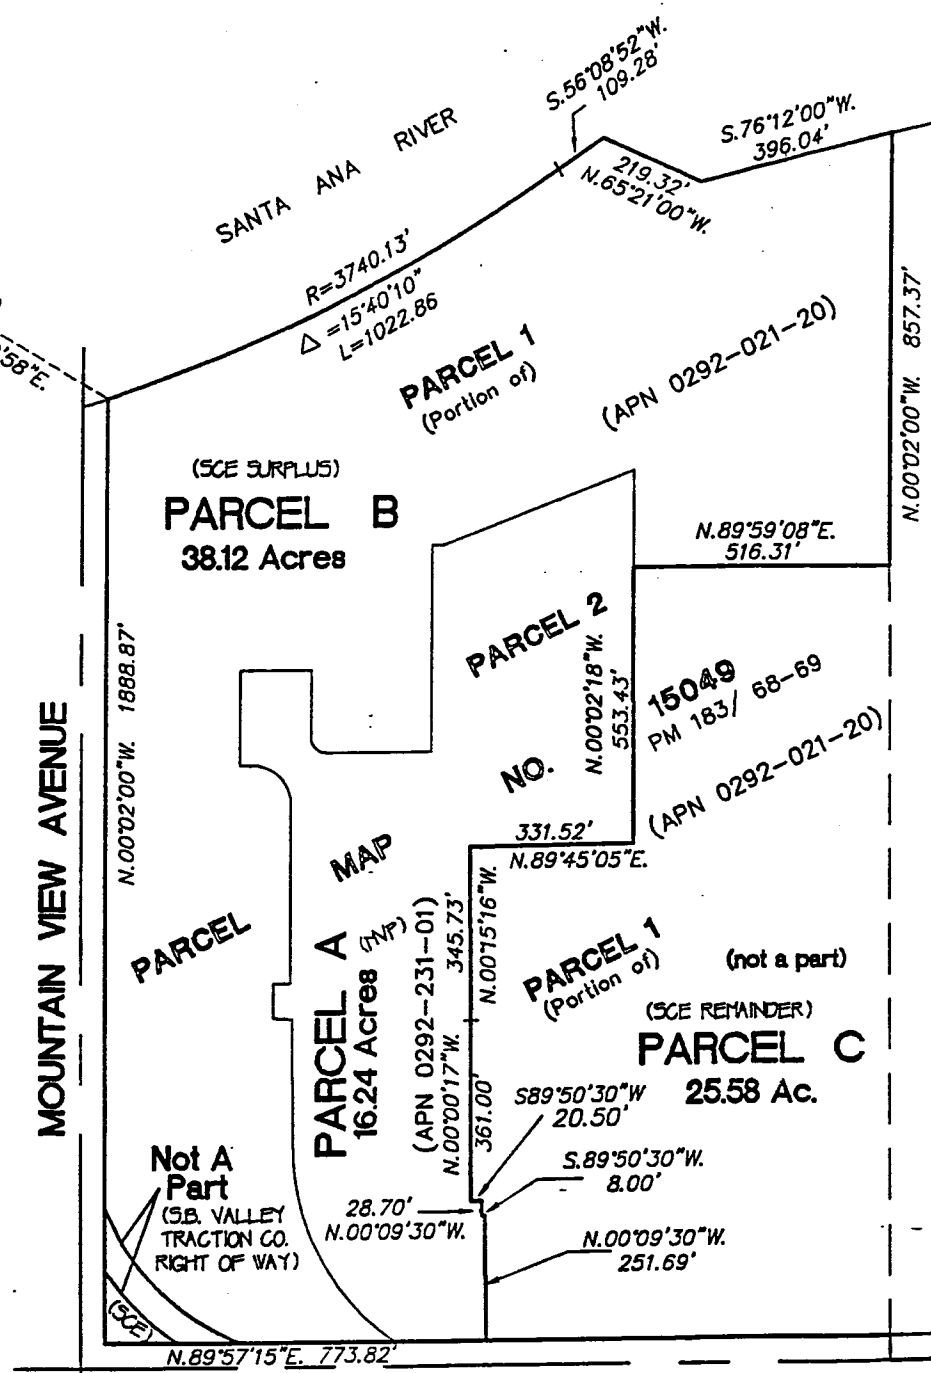 S.56°08'52"W.
109.28'
S.76°12'00"W.
396.04'
SANTA ANA RIVER
219.32'
N.65°21'00"W.
R=3740.13'
Δ =15°40'10"
L=1022.86
'58"E.
PARCEL 1
(Portion of)
(APN 0292-021-20)
N.00°02'00"W. 857.37'
(SCE SURPLUS)
PARCEL B
38.12 Acres
N.89°59'08"E.
516.31'
PARCEL 2
N.00°02'18"W.
553.43'
15049
PM 183/ 68-69
(APN 0292-021-20)
N.00°02'00"W. 1888.87'
MOUNTAIN VIEW AVENUE
NO.
331.52'
N.89°45'05"E.
MAP
PARCEL
PARCEL A
(MVP)
16.24 Acres
(APN 0292-231-01)
345.73'
N.00°15'16"W.
N.00°00'17"W.
361.00'
PARCEL 1
(Portion of)
(not a part)
(SCE REMAINDER)
PARCEL C
25.58 Ac.
S89°50'30"W
20.50'
S.89°50'30"W.
8.00'
28.70'
N.00°09'30"W.
N.00°09'30"W.
251.69'
Not A
Part
(S.B. VALLEY
TRACTION CO.
RIGHT OF WAY)
(SCE)
N.89°57'15"E. 773.82'